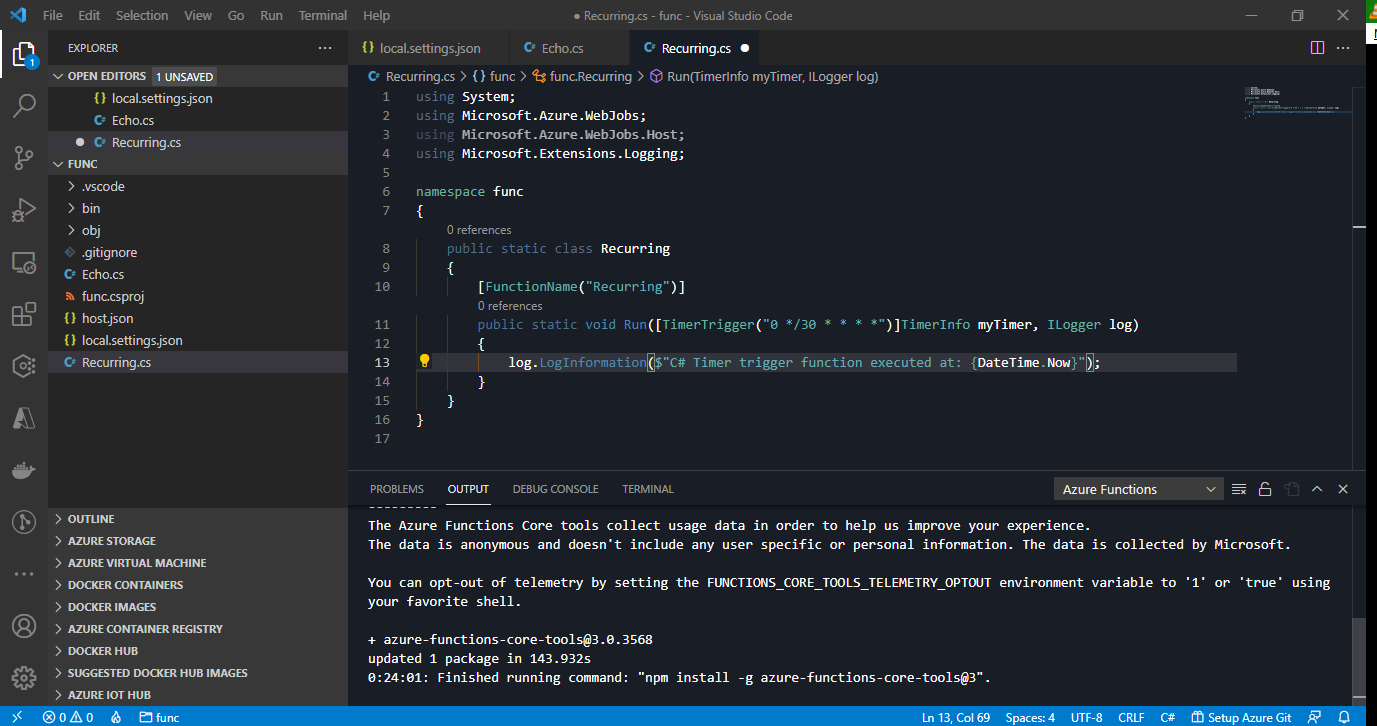 File Edit Selection View Go Run Terminal Help
● Recurring.cs - func - Visual Studio Code
EXPLORER
OPEN EDITORS 1 UNSAVED
{} local.settings.json
C# Echo.cs
● C# Recurring.cs
FUNC
.vscode
bin
obj
.gitignore
C# Echo.cs
func.csproj
{} host.json
{} local.settings.json
C# Recurring.cs
OUTLINE
AZURE STORAGE
AZURE VIRTUAL MACHINE
DOCKER CONTAINERS
DOCKER IMAGES
AZURE CONTAINER REGISTRY
DOCKER HUB
SUGGESTED DOCKER HUB IMAGES
AZURE IOT HUB
1
{} local.settings.json C# Echo.cs C# Recurring.cs ●
C# Recurring.cs > {} func > func.Recurring > Run(TimerInfo myTimer, ILogger log)
1 using System;
2 using Microsoft.Azure.WebJobs;
3 using Microsoft.Azure.WebJobs.Host;
4 using Microsoft.Extensions.Logging;
5
6 namespace func
7 {
0 references
8 public static class Recurring
9 {
10 [FunctionName("Recurring")]
0 references
11 public static void Run([TimerTrigger("0 */30 * * * *")]TimerInfo myTimer, ILogger log)
12 {
13 log.LogInformation($"C# Timer trigger function executed at: {DateTime.Now}");
14 }
15 }
16 }
17
PROBLEMS OUTPUT DEBUG CONSOLE TERMINAL
Azure Functions
---------
The Azure Functions Core tools collect usage data in order to help us improve your experience.
The data is anonymous and doesn't include any user specific or personal information. The data is collected by Microsoft.
You can opt-out of telemetry by setting the FUNCTIONS_CORE_TOOLS_TELEMETRY_OPTOUT environment variable to '1' or 'true' using
your favorite shell.
+ azure-functions-core-tools@3.0.3568
updated 1 package in 143.932s
0:24:01: Finished running command: "npm install -g azure-functions-core-tools@3".
0 0 func
Ln 13, Col 69 Spaces: 4 UTF-8 CRLF C# Setup Azure Git